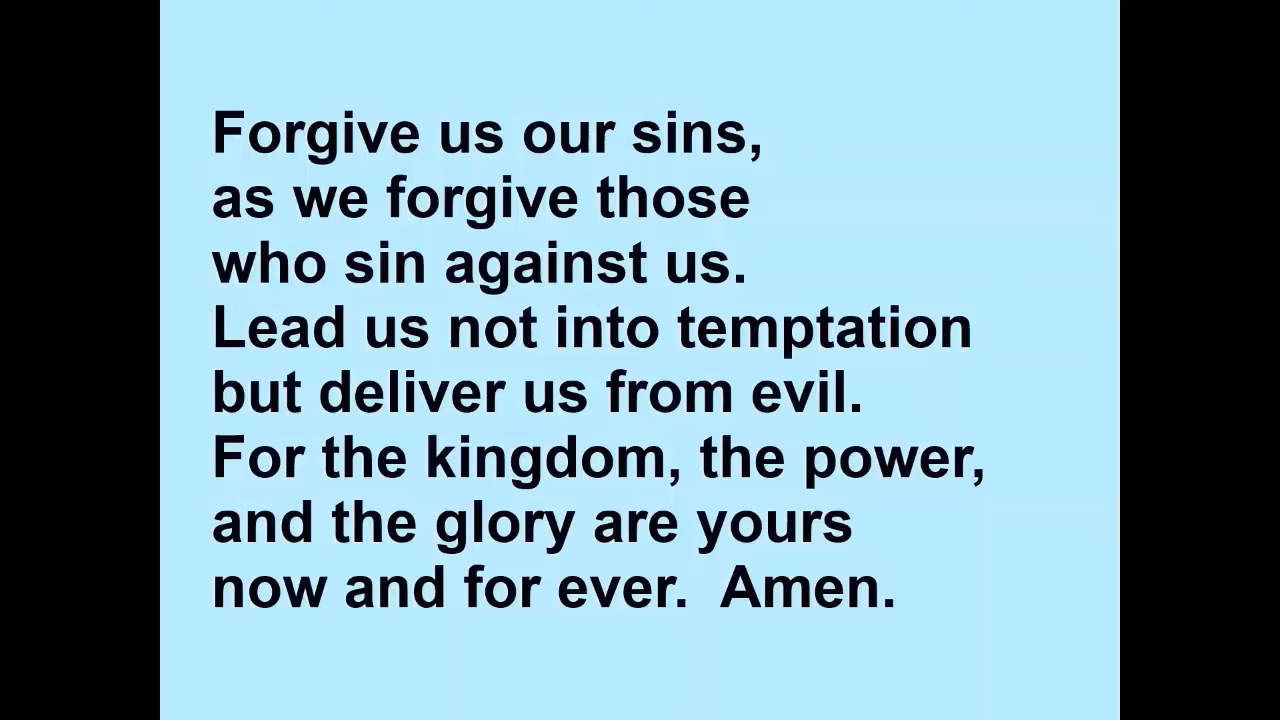 Forgive us our sins,
as we forgive those
who sin against us.
Lead us not into temptation
but deliver us from evil.
For the kingdom, the power,
and the glory are yours
now and for ever.  Amen.